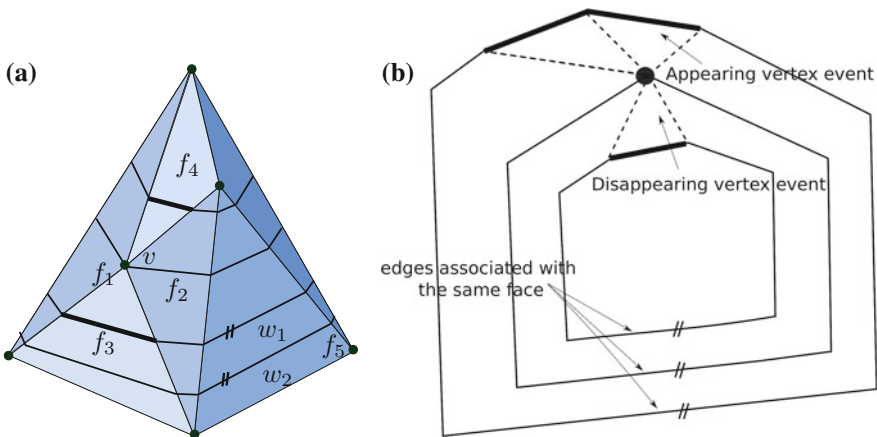 (a)
f₄
v
f₁
f₂
f₃
w₁
w₂
f₅
(b)
Appearing vertex event
Disappearing vertex event
edges associated with
the same face